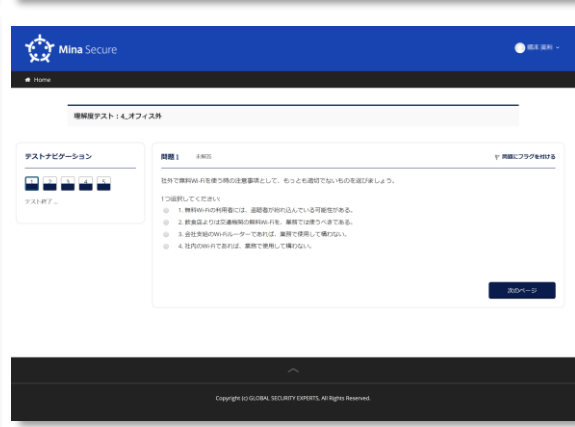 Mina Secure
Home
理解度テスト:4_オフィス外
テストナビゲーション
1 2 3 4 5
テスト終了 ...
問題 1 未解答
問題にフラグを付ける
社外で無料Wi-Fiを使う時の注意事項として、もっとも適切でないものを選びましょう。
1つ選択してください:
1. 無料Wi-Fiの利用者には、盗聴者が紛れ込んでいる可能性がある。
2. 飲食店よりは交通機関の無料Wi-Fiを、業務では使うべきである。
3. 会社支給のWi-Fiルーターであれば、業務で使用して構わない。
4. 社内のWi-Fiであれば、業務で使用して構わない。
次のページ
Copyright (c) GLOBAL SECURITY EXPERTS, All Rights Reserved.